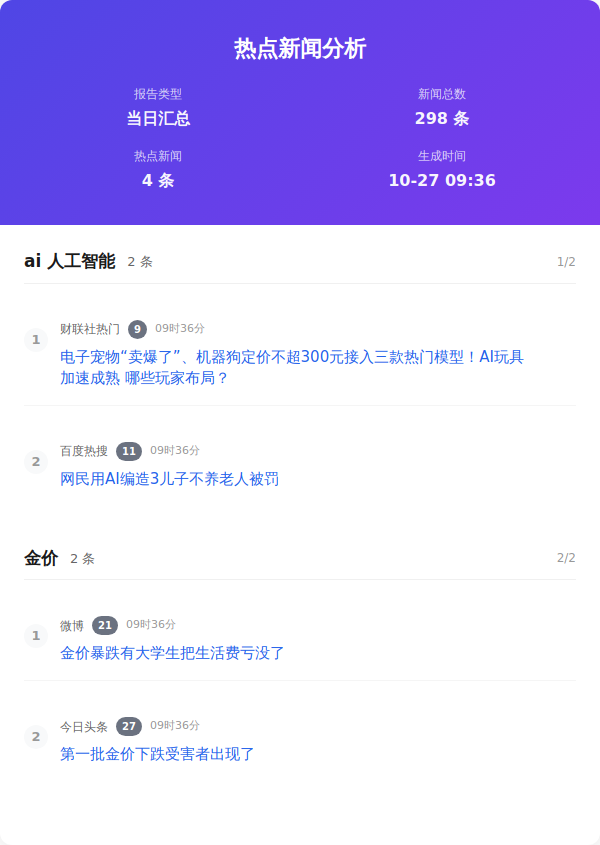 热点新闻分析
报告类型
当日汇总
新闻总数
298 条
热点新闻
4 条
生成时间
10-27 09:36
ai 人工智能 2 条 1/2
1 财联社热门 9 09时36分
电子宠物“卖爆了”、机器狗定价不超300元接入三款热门模型！AI玩具
加速成熟 哪些玩家布局？
2 百度热搜 11 09时36分
网民用AI编造3儿子不养老人被罚
金价 2 条 2/2
1 微博 21 09时36分
金价暴跌有大学生把生活费亏没了
2 今日头条 27 09时36分
第一批金价下跌受害者出现了